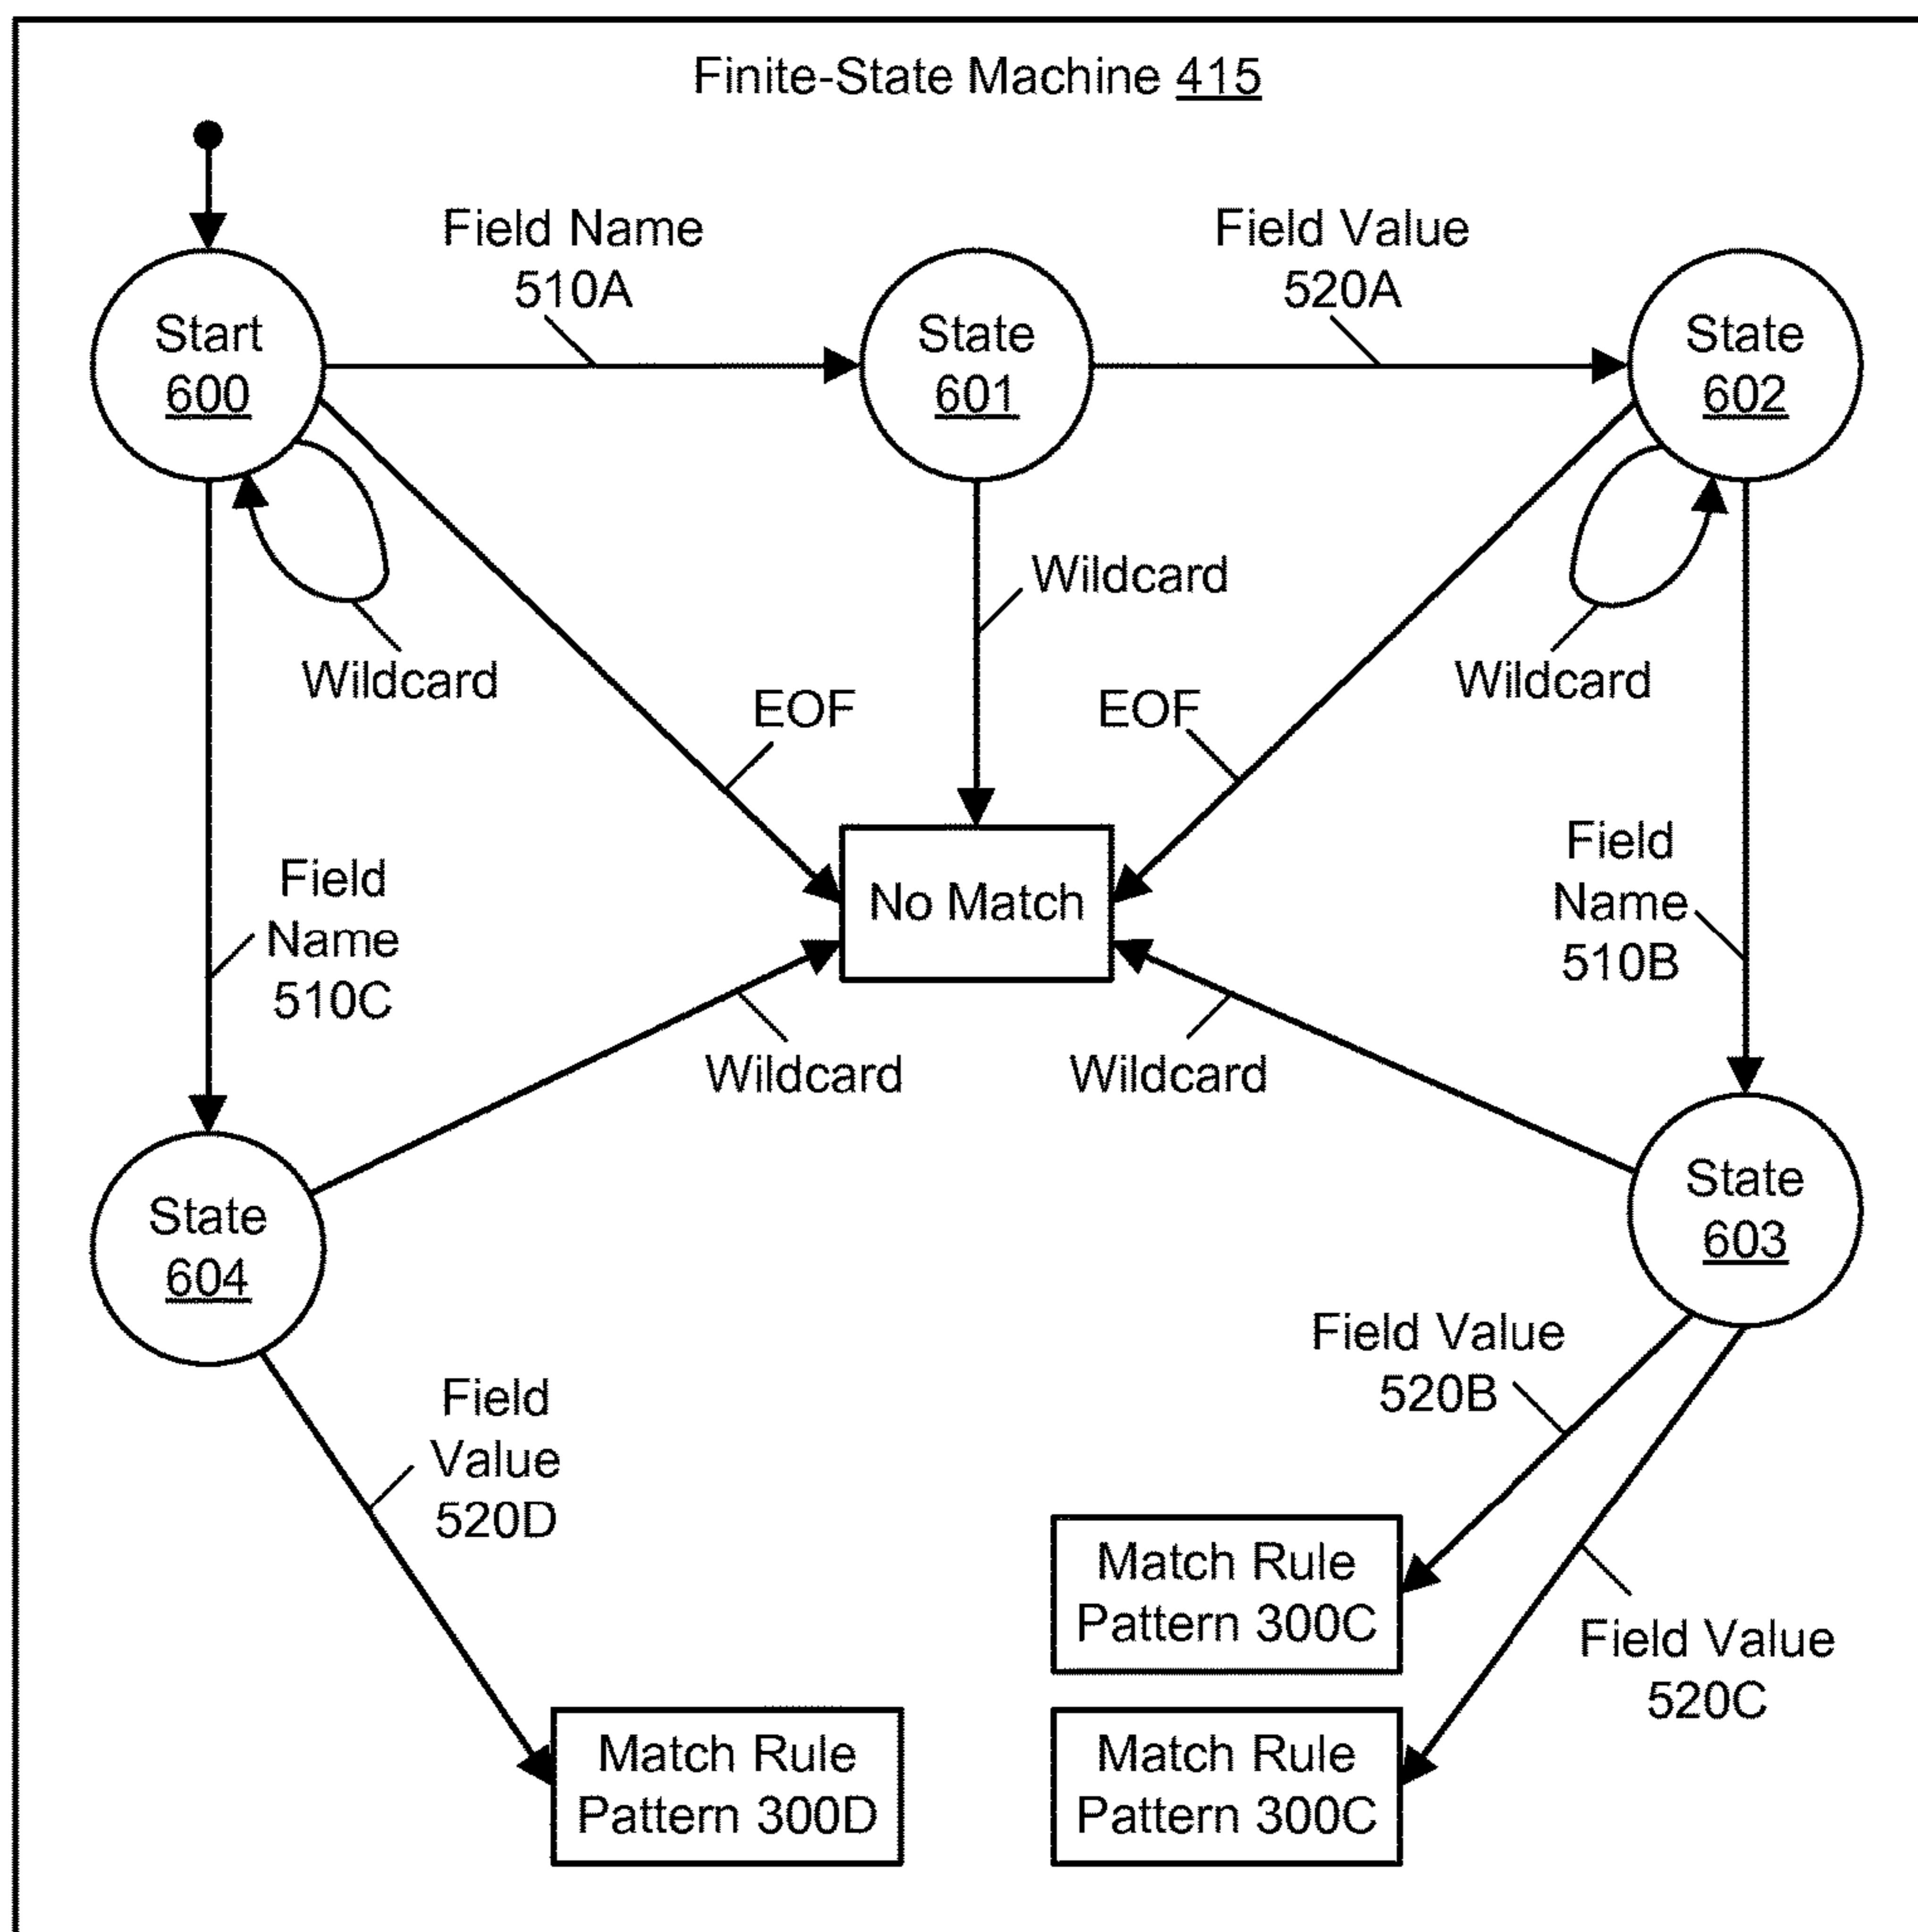 Finite-State Machine 415
Field Name
510A
Field Value
520A
Start
600
State
601
State
602
Wildcard
Wildcard
Wildcard
EOF
EOF
No Match
Field
Name
510C
Field
Name
510B
Wildcard
Wildcard
State
604
State
603
Field Value
520B
Field
Value
520D
Match Rule
Pattern 300C
Field Value
520C
Match Rule
Pattern 300D
Match Rule
Pattern 300C